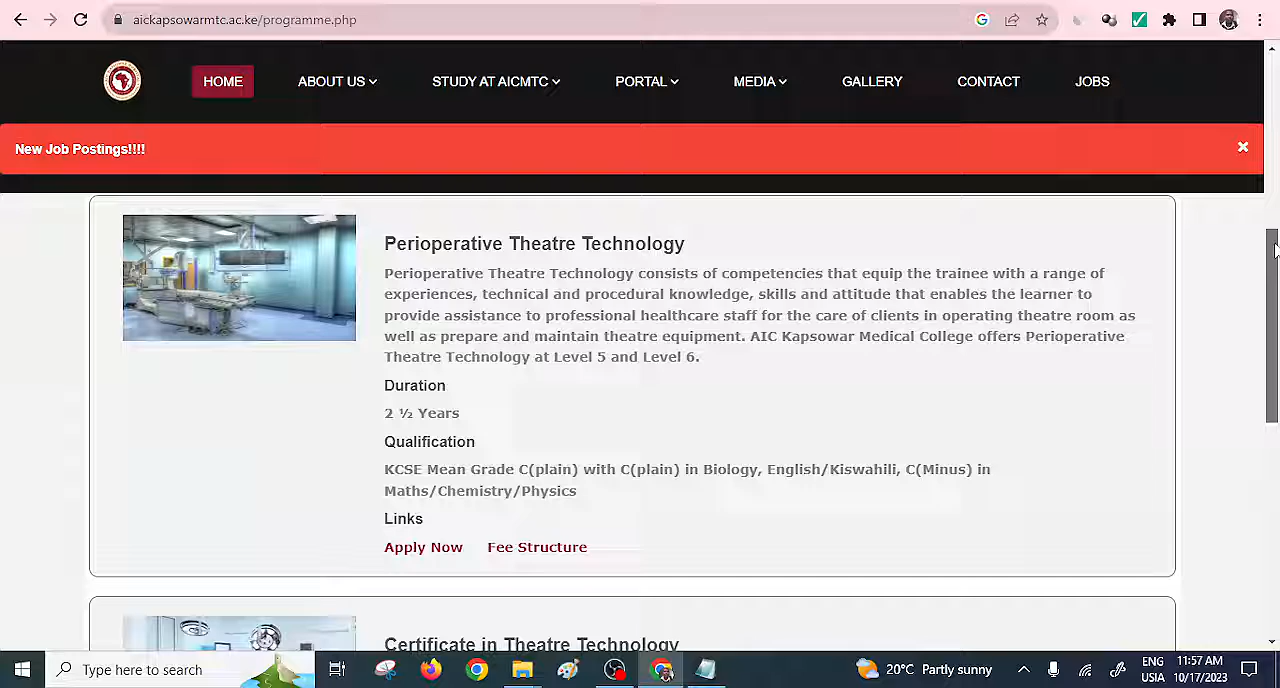 aickapsowarmtc.ac.ke/programme.php
HOME ABOUT US STUDY AT AICMTC PORTAL MEDIA GALLERY CONTACT JOBS
New Job Postings!!!!
Perioperative Theatre Technology
Perioperative Theatre Technology consists of competencies that equip the trainee with a range of
experiences, technical and procedural knowledge, skills and attitude that enables the learner to
provide assistance to professional healthcare staff for the care of clients in operating theatre room as
well as prepare and maintain theatre equipment. AIC Kapsowar Medical College offers Perioperative
Theatre Technology at Level 5 and Level 6.
Duration
2 ½ Years
Qualification
KCSE Mean Grade C(plain) with C(plain) in Biology, English/Kiswahili, C(Minus) in
Maths/Chemistry/Physics
Links
Apply Now Fee Structure
Certificate in Theatre Technology
Type here to search
20°C Partly sunny
ENG
USIA
11:57 AM
10/17/2023